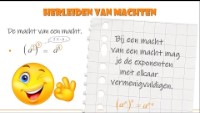 HERLEIDEN VAN MACHTEN
De macht van een macht.
Bij een macht
van een macht mag
je de exponenten
met elkaar
vermenigvuldigen.